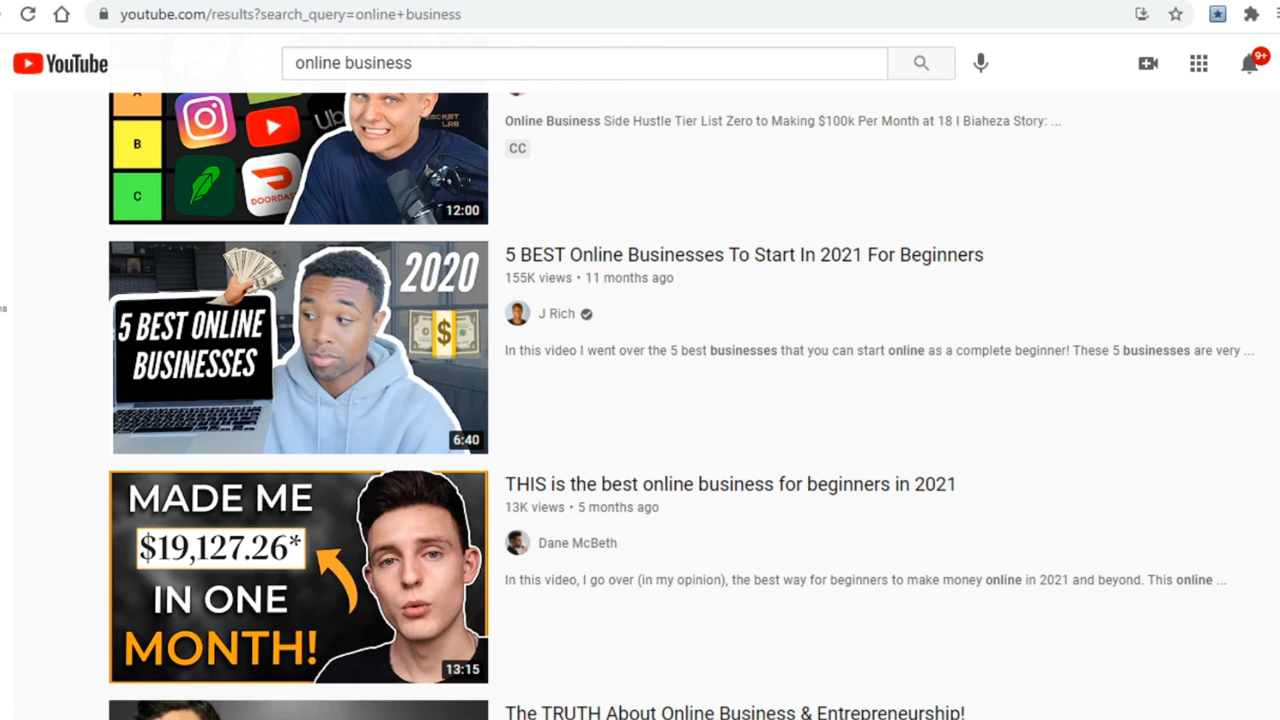 youtube.com/results?search_query=online+business
YouTube
online business
9+
A
B
C
Ub
SECRET
LAB
DOORDAS
12:00
Online Business Side Hustle Tier List Zero to Making $100k Per Month at 18 I Biaheza Story: ...
CC
5 BEST ONLINE
BUSINESSES
2020
$
6:40
5 BEST Online Businesses To Start In 2021 For Beginners
155K views • 11 months ago
J Rich
In this video I went over the 5 best businesses that you can start online as a complete beginner! These 5 businesses are very ...
MADE ME
$19,127.26*
IN ONE
MONTH!
13:15
THIS is the best online business for beginners in 2021
13K views • 5 months ago
Dane McBeth
In this video, I go over (in my opinion), the best way for beginners to make money online in 2021 and beyond. This online ...
The TRUTH About Online Business & Entrepreneurship!